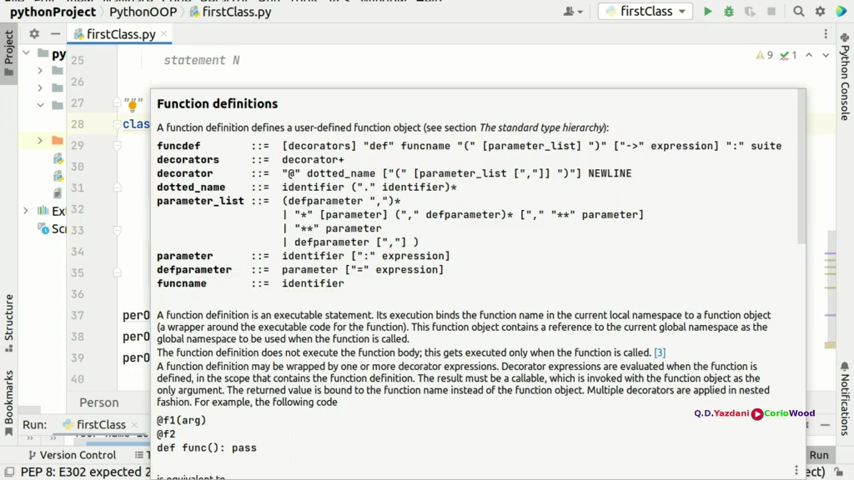 pythonProject PythonOOP firstClass.py firstClass
firstClass.py
Project
py
25 statement N
9 1
26
27 """
28 clas
29
30
31
32
33
34
35
36
37 perO
38 perO
39 perO
40
Function definitions
A function definition defines a user-defined function object (see section The standard type hierarchy):
funcdef ::= [decorators] "def" funcname "(" [parameter_list] ")" ["->" expression] ":" suite
decorators ::= decorator+
decorator ::= "@" dotted_name ["(" [parameter_list [","]] ")"] NEWLINE
dotted_name ::= identifier ("." identifier)*
parameter_list ::= (defparameter ",")*
| "*" [parameter] ("," defparameter)* ["," "**" parameter]
| "**" parameter
| defparameter [","] )
parameter ::= identifier [":" expression]
defparameter ::= parameter ["=" expression]
funcname ::= identifier
A function definition is an executable statement. Its execution binds the function name in the current local namespace to a function object
(a wrapper around the executable code for the function). This function object contains a reference to the current global namespace as the
global namespace to be used when the function is called.
The function definition does not execute the function body; this gets executed only when the function is called. [3]
A function definition may be wrapped by one or more decorator expressions. Decorator expressions are evaluated when the function is
defined, in the scope that contains the function definition. The result must be a callable, which is invoked with the function object as the
only argument. The returned value is bound to the function name instead of the function object. Multiple decorators are applied in nested
fashion. For example, the following code
@f1(arg)
@f2
def func(): pass
is equivalent to
Ext
Scr
Structure
Bookmarks
Python Console
Notifications
Q.D.Yazdani CorioWood
Person
Run: firstClass
Version Control
Run
PEP 8: E302 expected 2